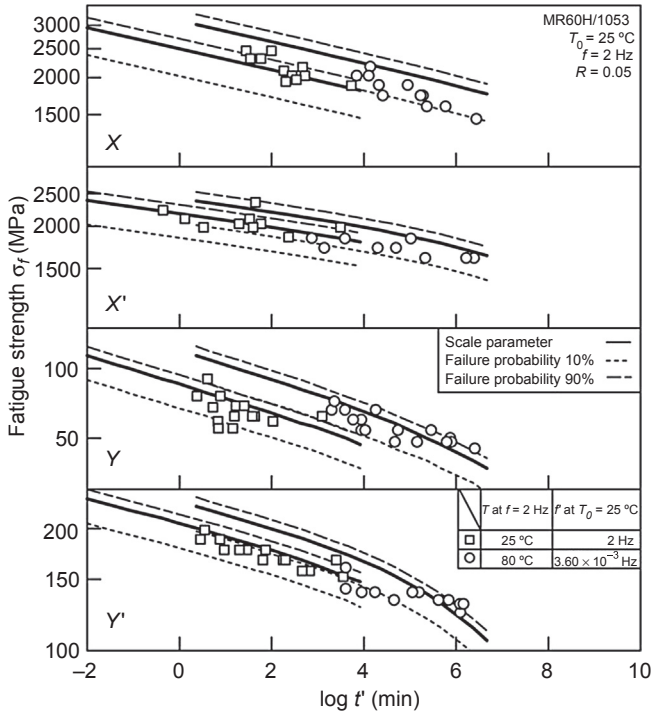 MR60H/1053
T0 = 25 ºC
f = 2 Hz
R = 0.05
3000
2500
2000
1500
X
2500
2000
1500
X'
Scale parameter
Failure probability 10%
Failure probability 90%
100
50
Y
T at f = 2 Hz f' at T0 = 25 °C
25 ºC 2 Hz
80 ºC 3.60 × 10−3 Hz
200
150
100
Y'
Fatigue strength σf (MPa)
−2 0 2 4 6 8 10
log t' (min)